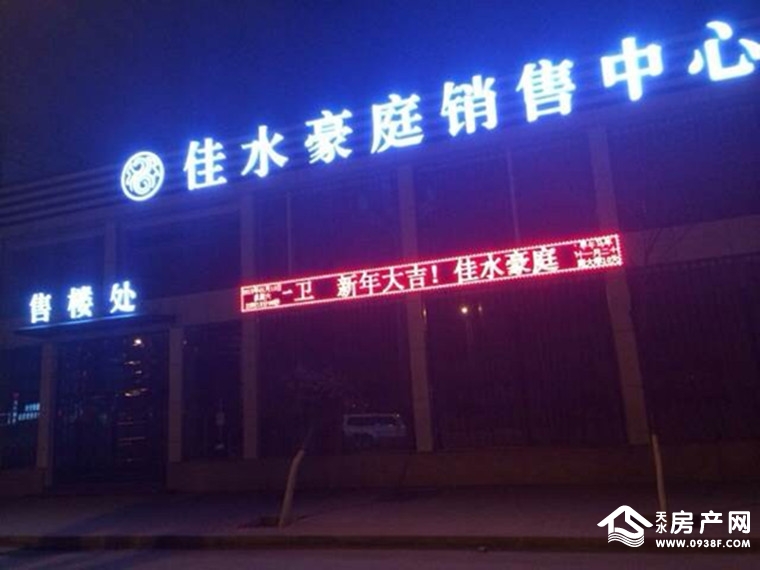 佳水豪庭销售中心
一卫 新年大吉！佳水豪庭
售楼处
天水房产网
www.0938F.com